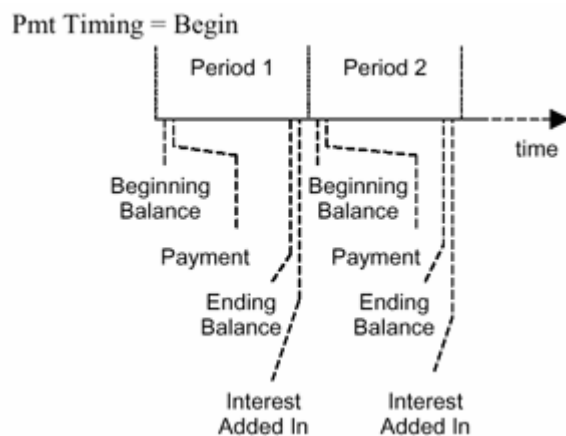 Pmt Timing = Begin
Period 1 Period 2
time
Beginning Balance Beginning Balance
Payment Payment
Ending Balance Ending Balance
Interest Added In Interest Added In